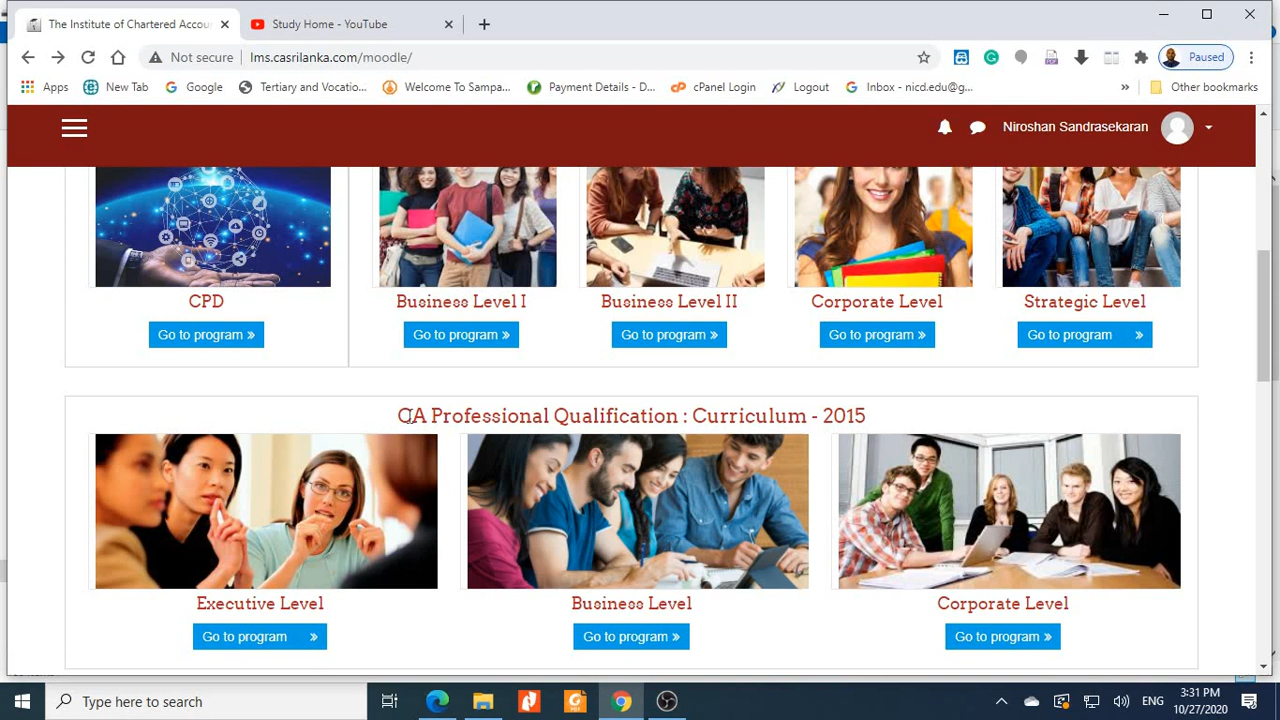 The Institute of Chartered Accou
Study Home - YouTube
Not secure
lms.casrilanka.com/moodle/
Paused
Apps
New Tab
Google
Tertiary and Vocatio...
Welcome To Sampa...
Payment Details - D...
cPanel Login
Logout
Inbox - nicd.edu@g...
Other bookmarks
Niroshan Sandrasekaran
CPD
Business Level I
Business Level II
Corporate Level
Strategic Level
Go to program »
Go to program »
Go to program »
Go to program »
Go to program »
CA Professional Qualification : Curriculum - 2015
Executive Level
Business Level
Corporate Level
Go to program »
Go to program »
Go to program »
Type here to search
ENG
3:31 PM
10/27/2020